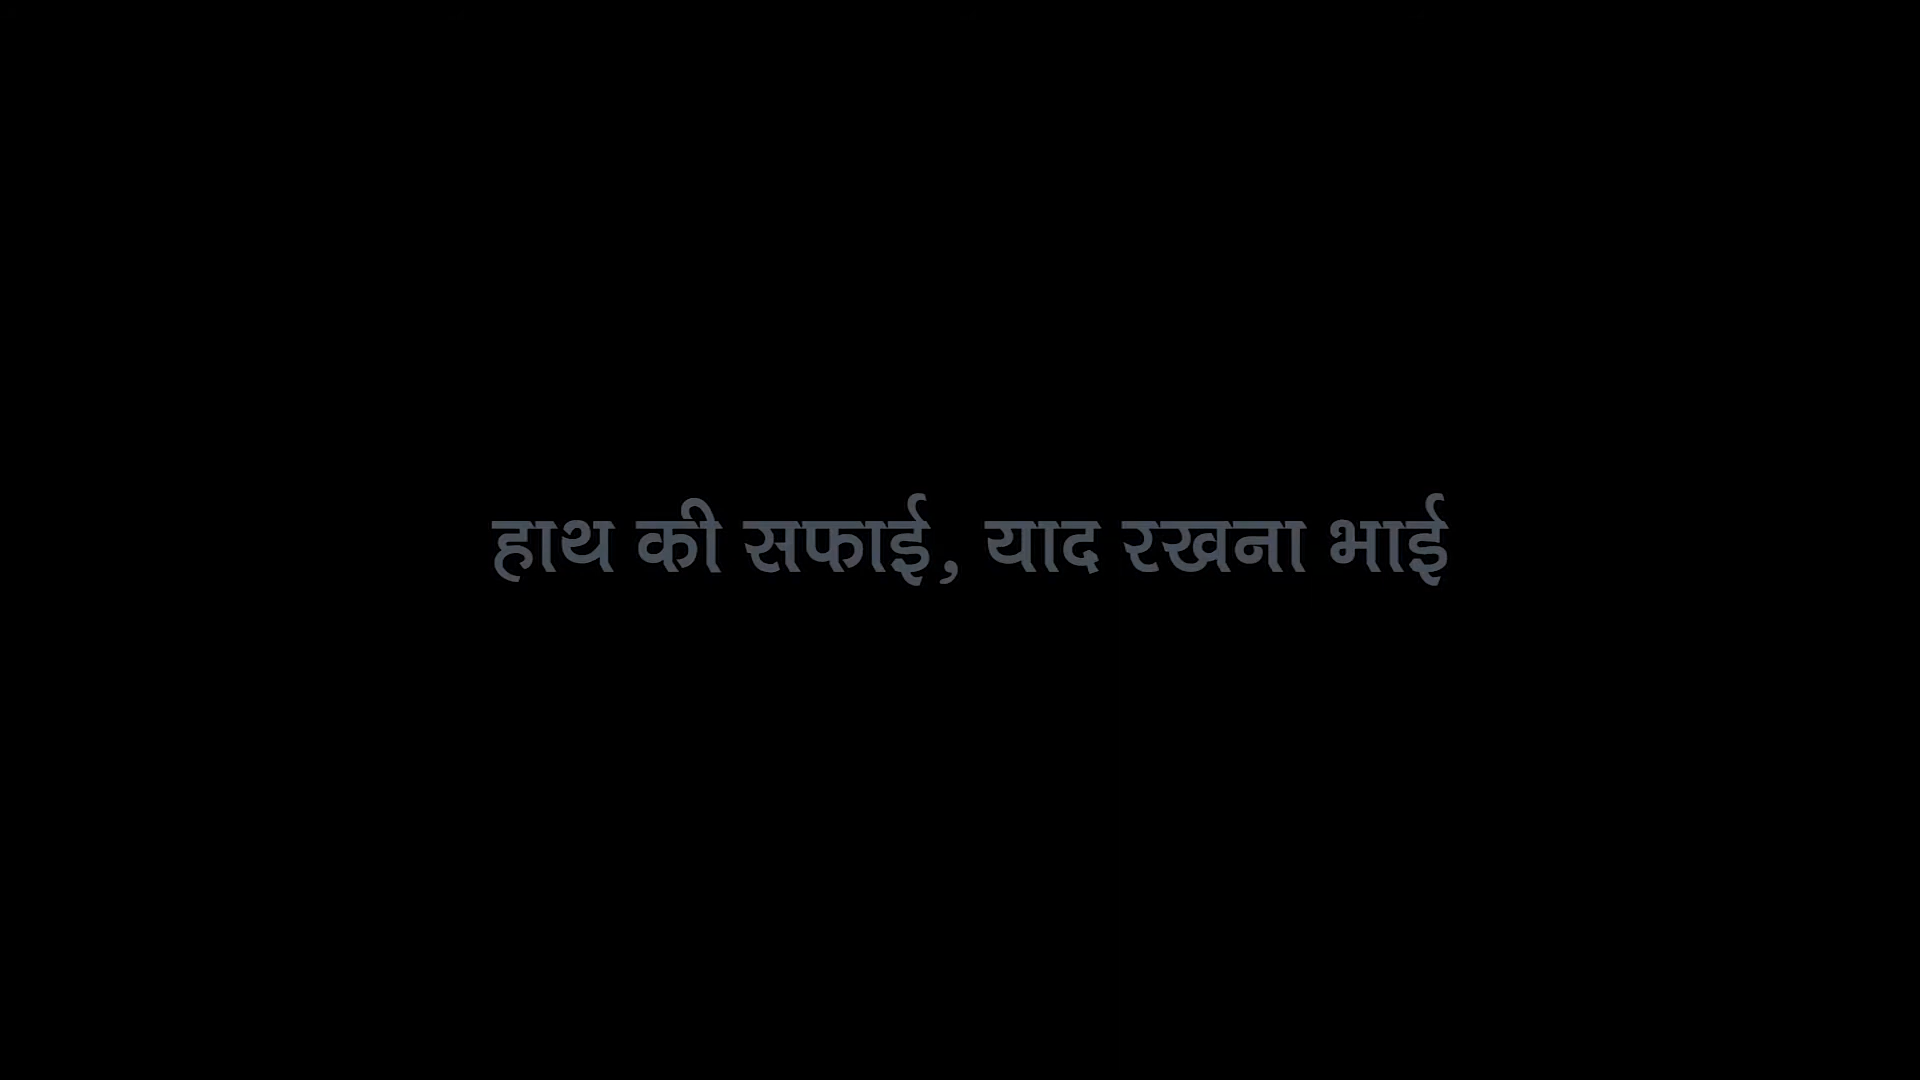 हाथ की सफाई, याद रखना भाई